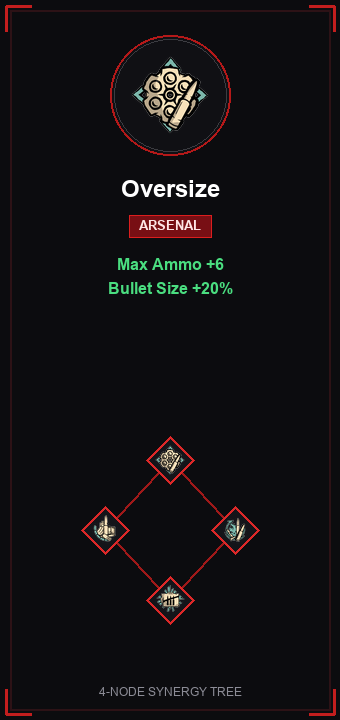 Oversize
ARSENAL
Max Ammo +6
Bullet Size +20%
4-NODE SYNERGY TREE